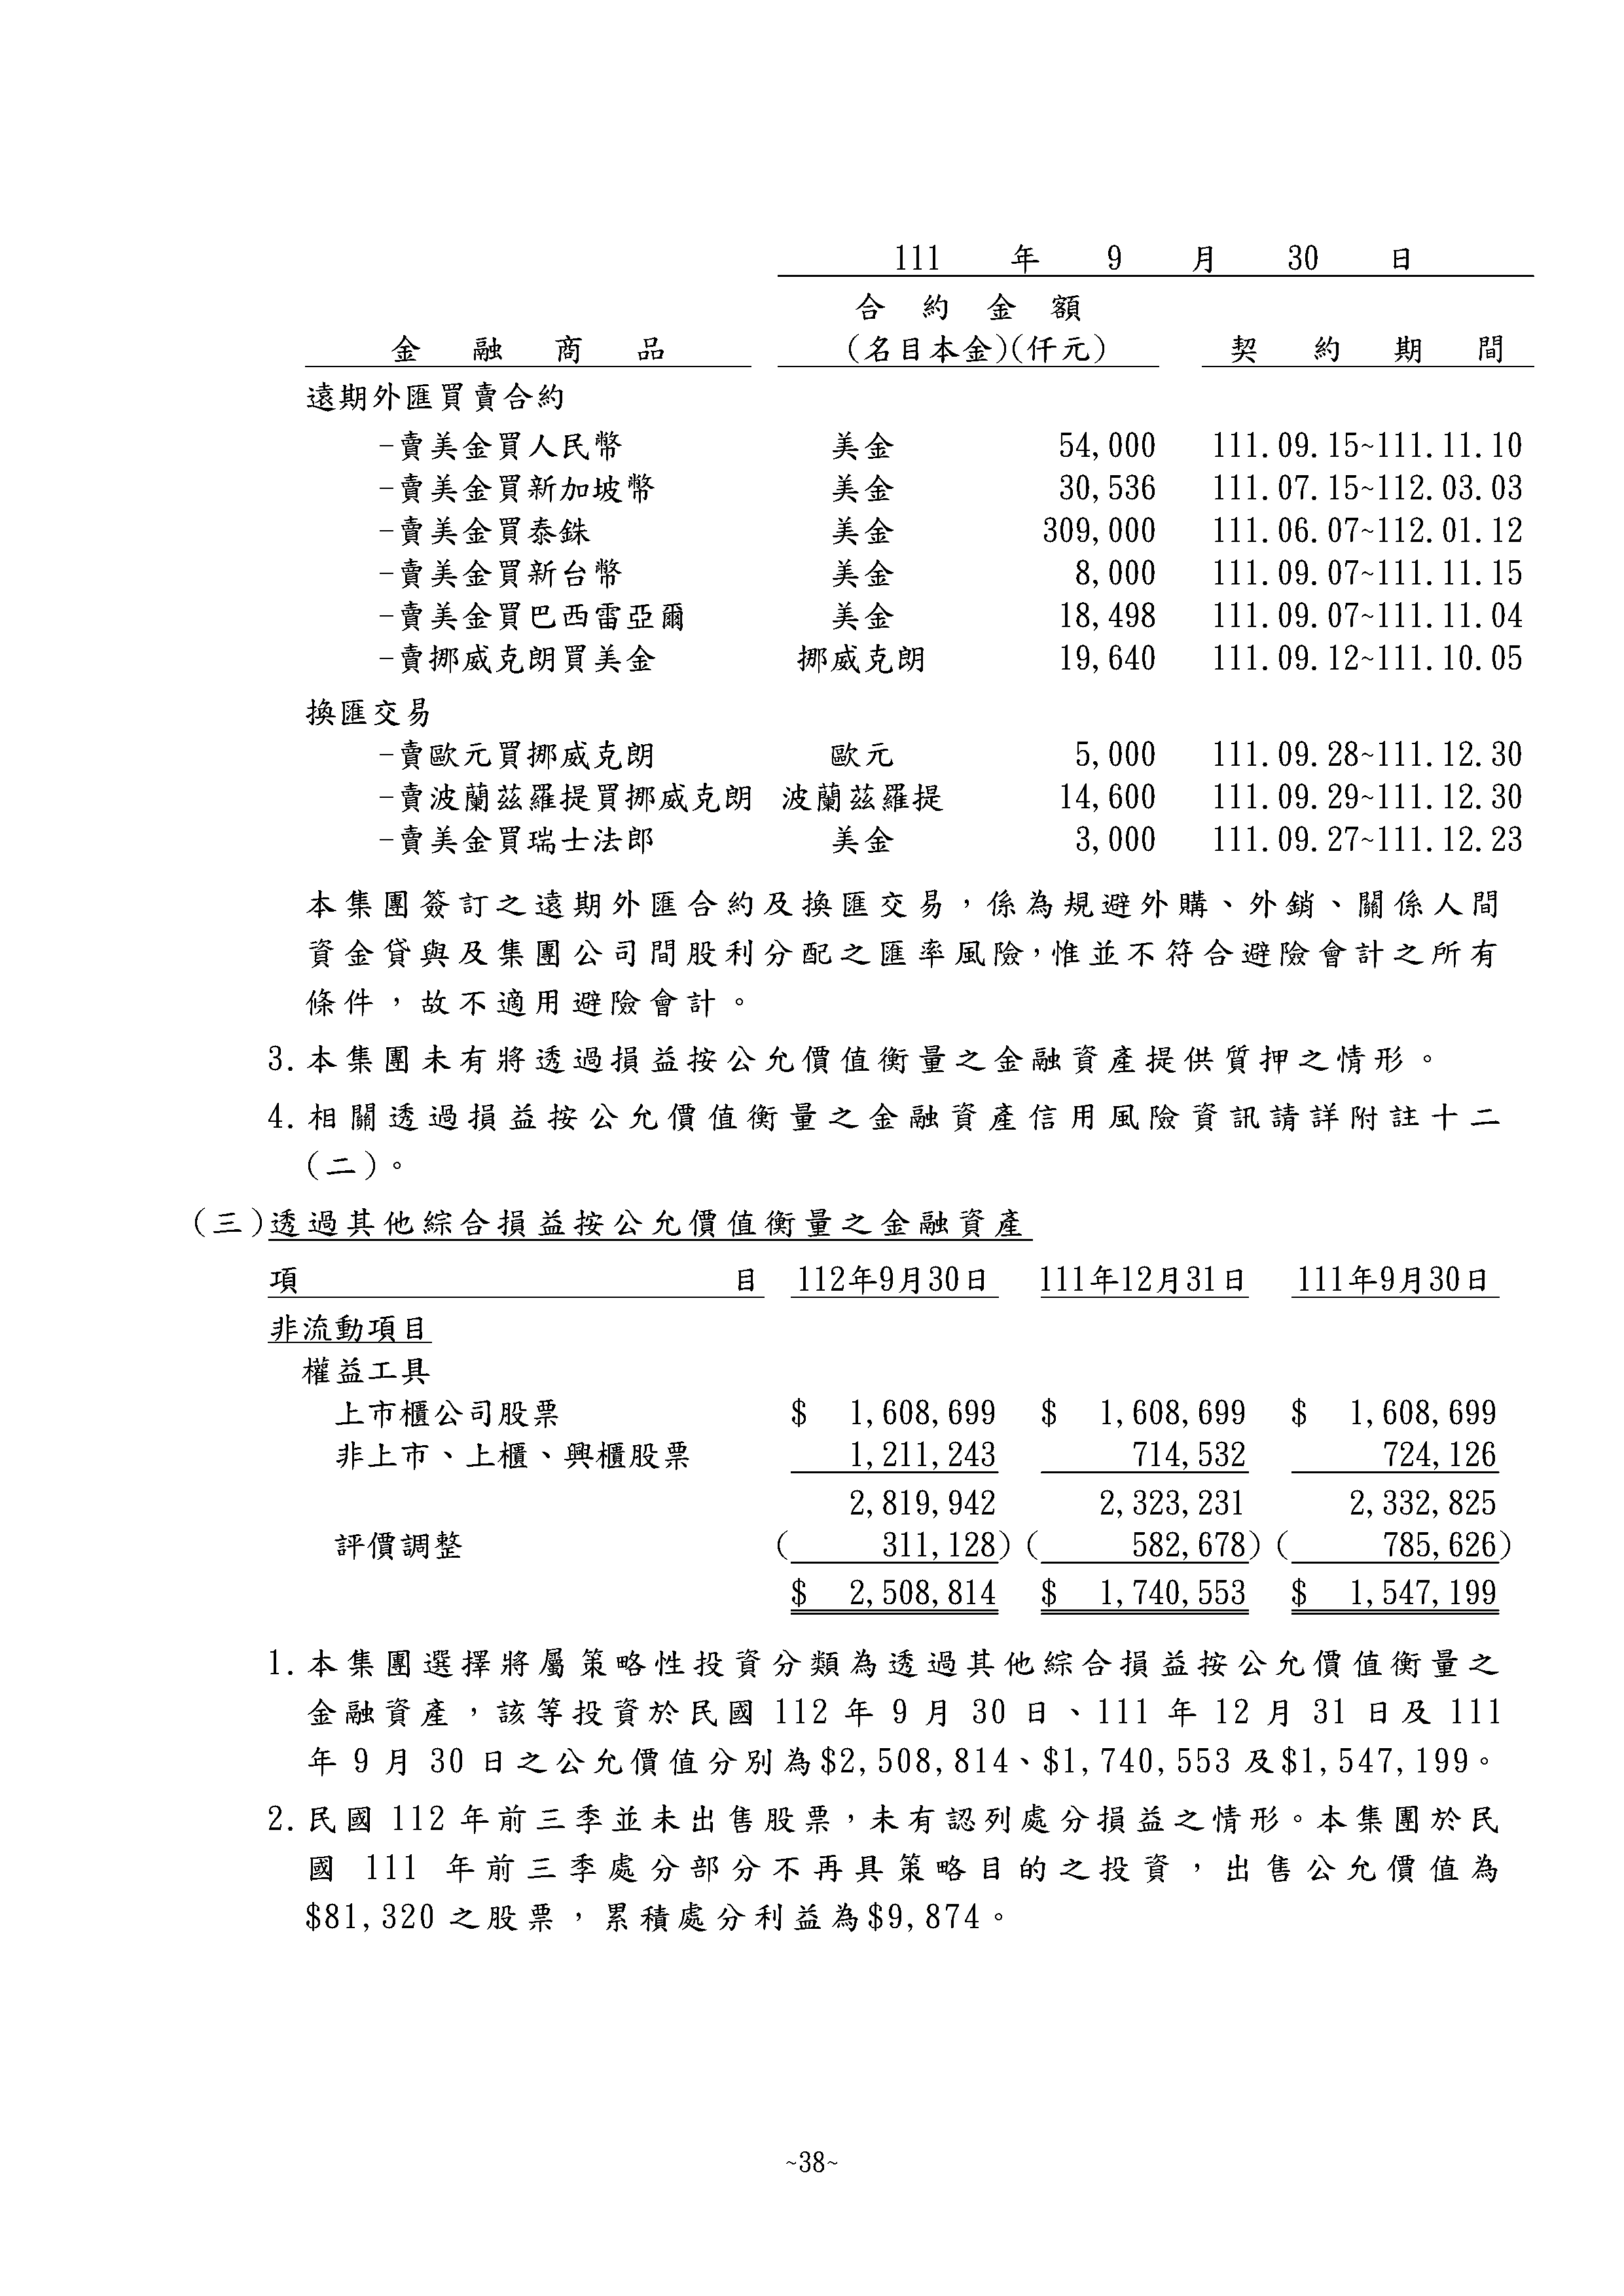 111 年 9 月 30 日
合約金額
金融商品 (名目本金)(仟元) 契約期間
遠期外匯買賣合約
-賣美金買人民幣 美金 54,000 111.09.15~111.11.10
-賣美金買新加坡幣 美金 30,536 111.07.15~112.03.03
-賣美金買泰銖 美金 309,000 111.06.07~112.01.12
-賣美金買新台幣 美金 8,000 111.09.07~111.11.15
-賣美金買巴西雷亞爾 美金 18,498 111.09.07~111.11.04
-賣挪威克朗買美金 挪威克朗 19,640 111.09.12~111.10.05
換匯交易
-賣歐元買挪威克朗 歐元 5,000 111.09.28~111.12.30
-賣波蘭茲羅提買挪威克朗 波蘭茲羅提 14,600 111.09.29~111.12.30
-賣美金買瑞士法郎 美金 3,000 111.09.27~111.12.23
本集團簽訂之遠期外匯合約及換匯交易，係為規避外購、外銷、關係人間
資金貸與及集團公司間股利分配之匯率風險，惟並不符合避險會計之所有
條件，故不適用避險會計。
3.本集團未有將透過損益按公允價值衡量之金融資產提供質押之情形。
4.相關透過損益按公允價值衡量之金融資產信用風險資訊請詳附註十二
(二)。
(三)透過其他綜合損益按公允價值衡量之金融資產
項目 112年9月30日 111年12月31日 111年9月30日
非流動項目
權益工具
上市櫃公司股票 $ 1,608,699 $ 1,608,699 $ 1,608,699
非上市、上櫃、興櫃股票 1,211,243 714,532 724,126
2,819,942 2,323,231 2,332,825
評價調整 ( 311,128) ( 582,678) ( 785,626)
$ 2,508,814 $ 1,740,553 $ 1,547,199
1.本集團選擇將屬策略性投資分類為透過其他綜合損益按公允價值衡量之
金融資產，該等投資於民國 112 年 9 月 30 日、111 年 12 月 31 日及 111
年 9 月 30 日之公允價值分別為$2,508,814、$1,740,553 及$1,547,199。
2.民國 112 年前三季並未出售股票，未有認列處分損益之情形。本集團於民
國 111 年前三季處分部分不再具策略目的之投資，出售公允價值為
$81,320 之股票，累積處分利益為$9,874。
~38~